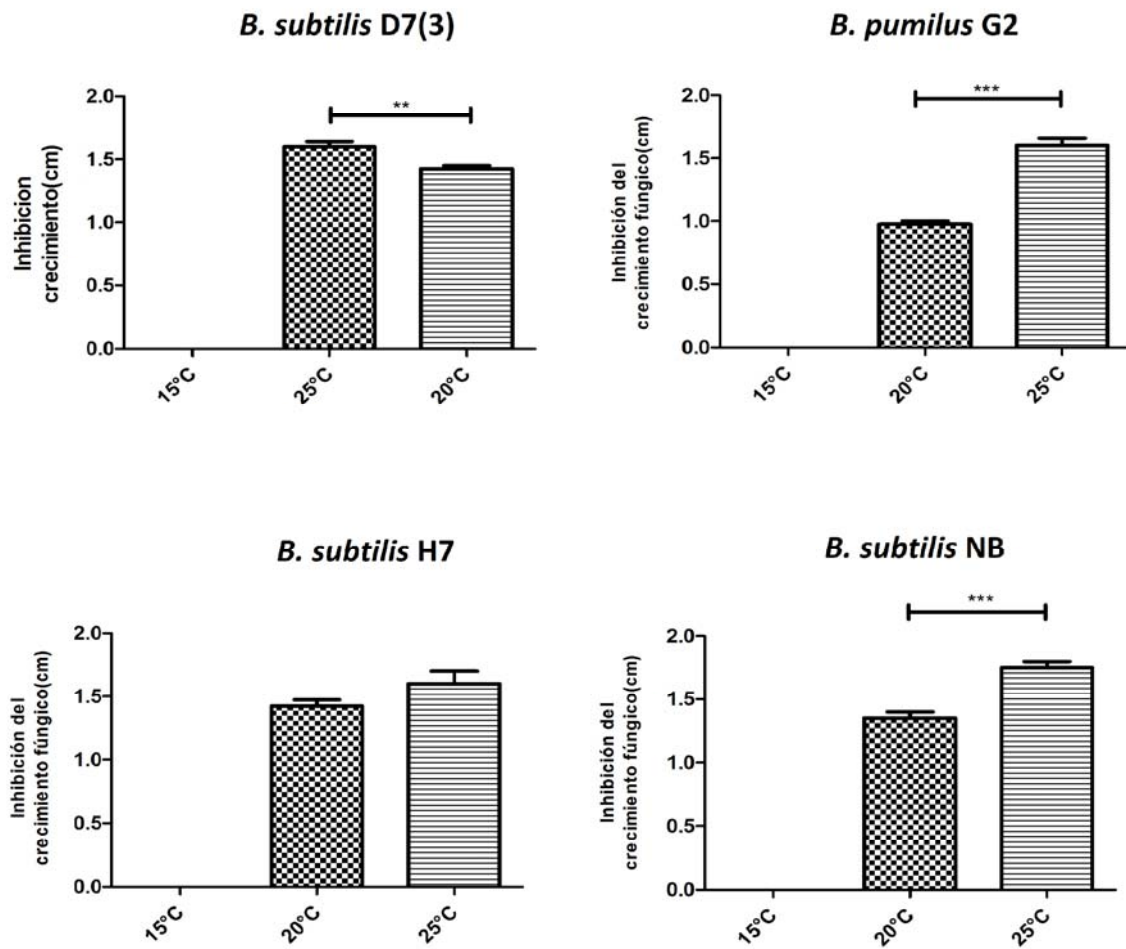 B. subtilis D7(3)
**
Inhibicion
crecimiento(cm)
2.0
1.5
1.0
0.5
0.0
15°C
25°C
20°C
B. pumilus G2
***
Inhibición del
crecimiento fúngico(cm)
2.0
1.5
1.0
0.5
0.0
15°C
20°C
25°C
B. subtilis H7
Inhibición del
crecimiento fúngico(cm)
2.0
1.5
1.0
0.5
0.0
15°C
20°C
25°C
B. subtilis NB
***
Inhibición del
crecimiento fúngico(cm)
2.0
1.5
1.0
0.5
0.0
15°C
20°C
25°C